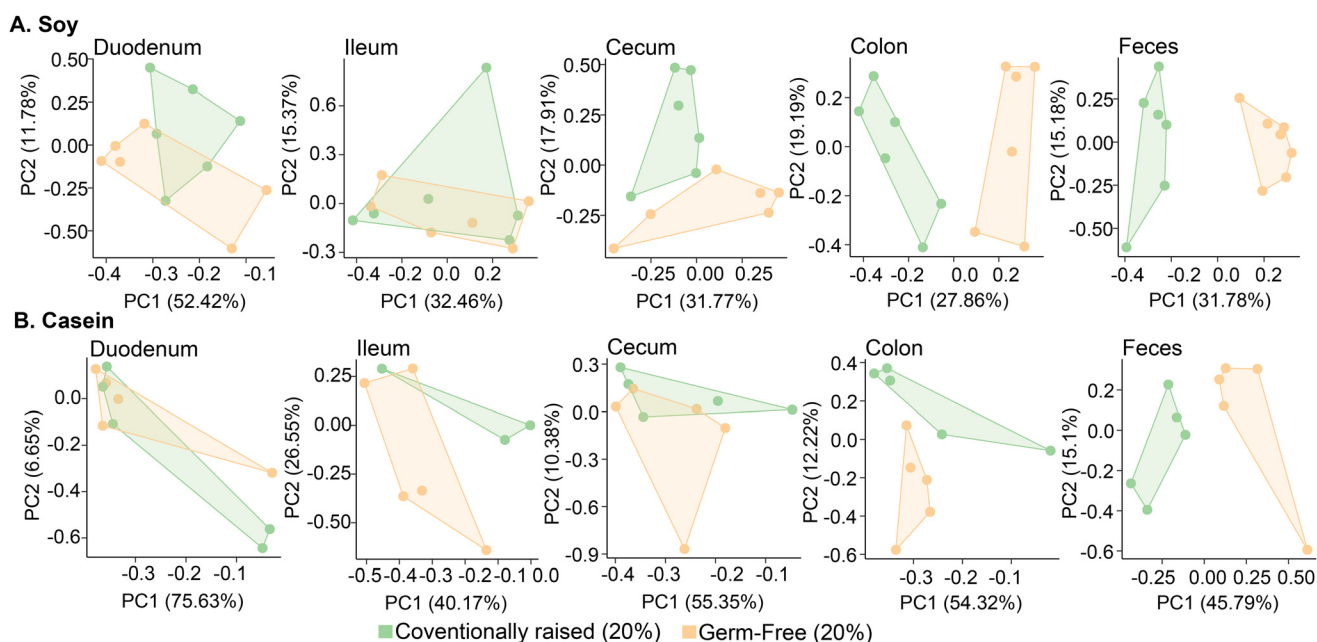 A. Soy
Duodenum
Ileum
Cecum
Colon
Feces
PC2 (11.78%)
0.50
0.25
0.00
-0.25
-0.50
-0.4
-0.3
-0.2
-0.1
PC1 (52.42%)
PC2 (15.37%)
0.6
0.3
0.0
-0.3
-0.4
-0.2
0.0
0.2
PC1 (32.46%)
PC2 (17.91%)
0.50
0.25
0.00
-0.25
-0.25
0.00
0.25
PC1 (31.77%)
PC2 (19.19%)
0.2
0.0
-0.2
-0.4
-0.4
-0.2
0.0
0.2
PC1 (27.86%)
PC2 (15.18%)
0.25
0.00
-0.25
-0.50
-0.4
-0.2
0.0
0.2
PC1 (31.78%)
B. Casein
Duodenum
Ileum
Cecum
Colon
Feces
PC2 (6.65%)
0.0
-0.2
-0.4
-0.6
-0.3
-0.2
-0.1
PC1 (75.63%)
PC2 (26.55%)
0.25
0.00
-0.25
-0.50
-0.5
-0.4
-0.3
-0.2
-0.1
0.0
PC1 (40.17%)
PC2 (10.38%)
0.3
0.0
-0.3
-0.6
-0.9
-0.4
-0.3
-0.2
-0.1
PC1 (55.35%)
PC2 (12.22%)
0.4
0.2
0.0
-0.2
-0.4
-0.6
-0.3
-0.2
-0.1
PC1 (54.32%)
PC2 (15.1%)
0.2
0.0
-0.2
-0.4
-0.6
-0.25
0.00
0.25
0.50
PC1 (45.79%)
Coventionally raised (20%)
Germ-Free (20%)